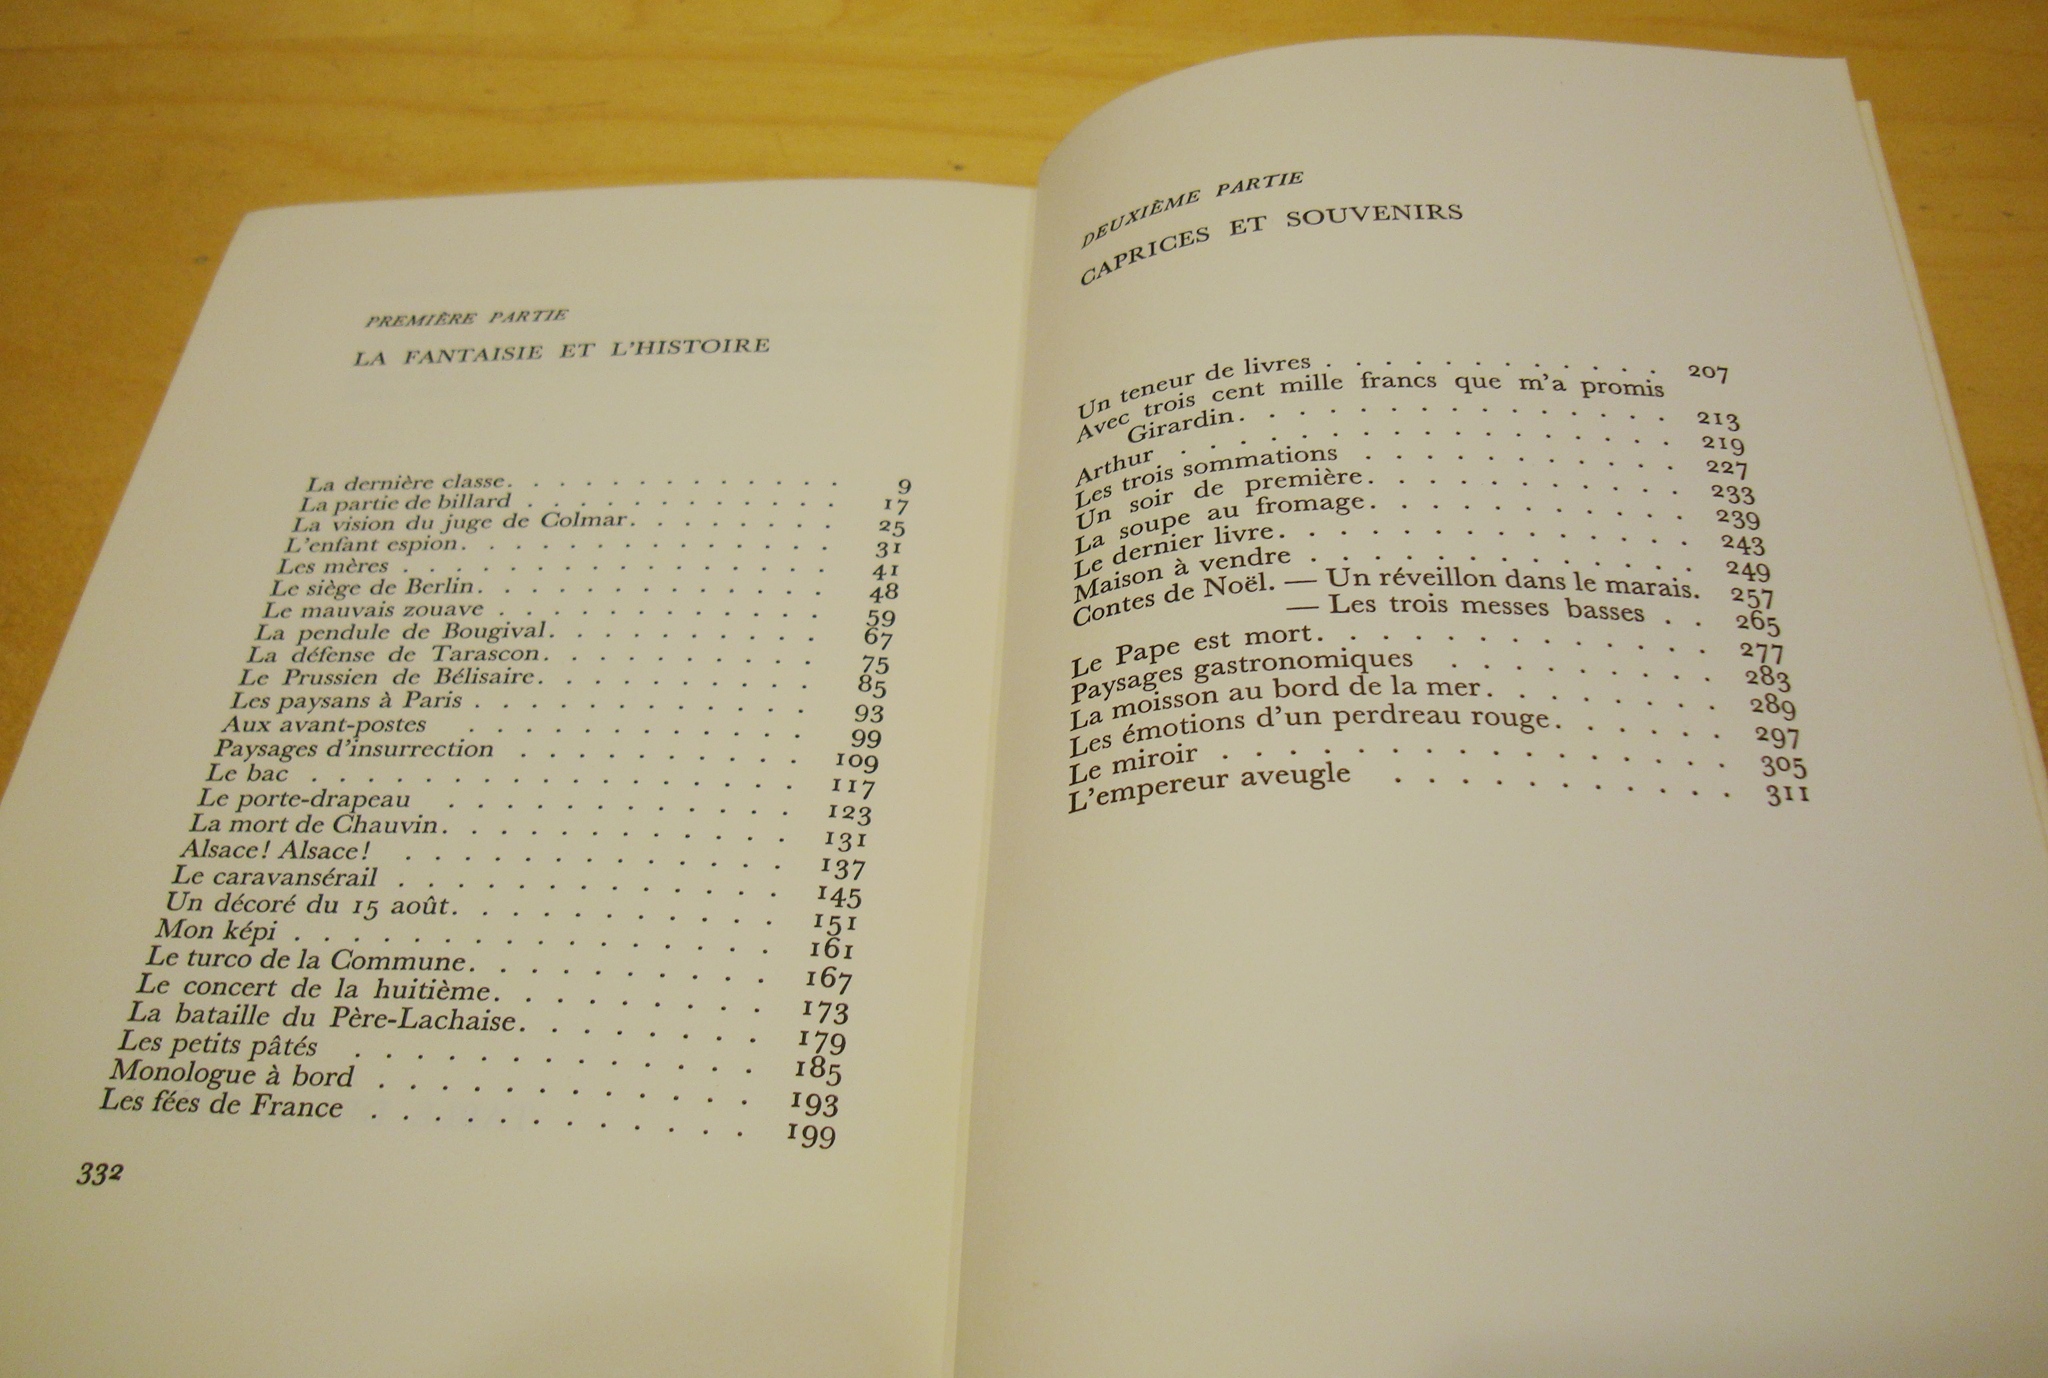 PREMIÈRE PARTIE
LA FANTAISIE ET L'HISTOIRE
La dernière classe. . . . . . . . . . . . 9
La partie de billard . . . . . . . . . . . 17
La vision du juge de Colmar. . . . . . . . 25
L'enfant espion. . . . . . . . . . . . . 31
Les mères . . . . . . . . . . . . . . . 41
Le siège de Berlin. . . . . . . . . . . . 48
Le mauvais zouave . . . . . . . . . . . . 59
La pendule de Bougival. . . . . . . . . . 67
La défense de Tarascon. . . . . . . . . . 75
Le Prussien de Bélisaire. . . . . . . . . . 85
Les paysans à Paris . . . . . . . . . . . . 93
Aux avant-postes . . . . . . . . . . . . 99
Paysages d'insurrection . . . . . . . . . . 109
Le bac . . . . . . . . . . . . . . . . 117
Le porte-drapeau . . . . . . . . . . . . 123
La mort de Chauvin. . . . . . . . . . . . 131
Alsace! Alsace! . . . . . . . . . . . . . 137
Le caravansérail . . . . . . . . . . . . . 145
Un décoré du 15 août. . . . . . . . . . . 151
Mon képi . . . . . . . . . . . . . . . . 161
Le turco de la Commune. . . . . . . . . . 167
Le concert de la huitième. . . . . . . . . 173
La bataille du Père-Lachaise. . . . . . . . 179
Les petits pâtés . . . . . . . . . . . . . 185
Monologue à bord . . . . . . . . . . . . 193
Les fées de France . . . . . . . . . . . . 199
332
DEUXIÈME PARTIE
CAPRICES ET SOUVENIRS
Un teneur de livres . . . . . . . . . . . . 207
Avec trois cent mille francs que m'a promis
Girardin. . . . . . . . . . . . . . . 213
Arthur . . . . . . . . . . . . . . . . . 219
Les trois sommations . . . . . . . . . . . 227
Un soir de première. . . . . . . . . . . 233
La soupe au fromage. . . . . . . . . . . 239
Le dernier livre. . . . . . . . . . . . . . 243
Maison à vendre . . . . . . . . . . . . . 249
Contes de Noël. — Un réveillon dans le marais. 257
— Les trois messes basses . . 265
Le Pape est mort. . . . . . . . . . . . . 277
Paysages gastronomiques . . . . . . . . . 283
La moisson au bord de la mer. . . . . . . . 289
Les émotions d'un perdreau rouge. . . . . . 297
Le miroir . . . . . . . . . . . . . . . . 305
L'empereur aveugle . . . . . . . . . . . 311